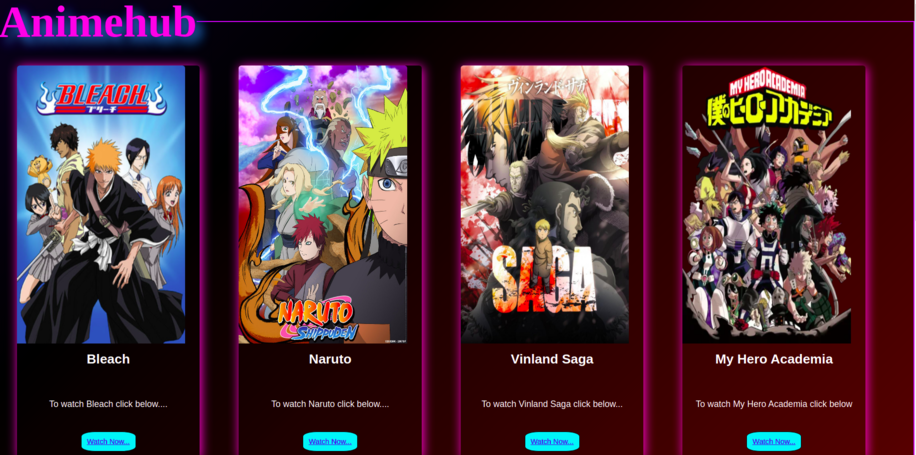 Animehub
BLEACH
ブリーチ
NARUTO
SHIPPUDEN
ヴィンランド・サガ
SAGA
MY HERO ACADEMIA
僕のヒーローアカデミア
Bleach
Naruto
Vinland Saga
My Hero Academia
To watch Bleach click below....
To watch Naruto click below....
To watch Vinland Saga click below...
To watch My Hero Academia click below
Watch Now...
Watch Now...
Watch Now...
Watch Now...